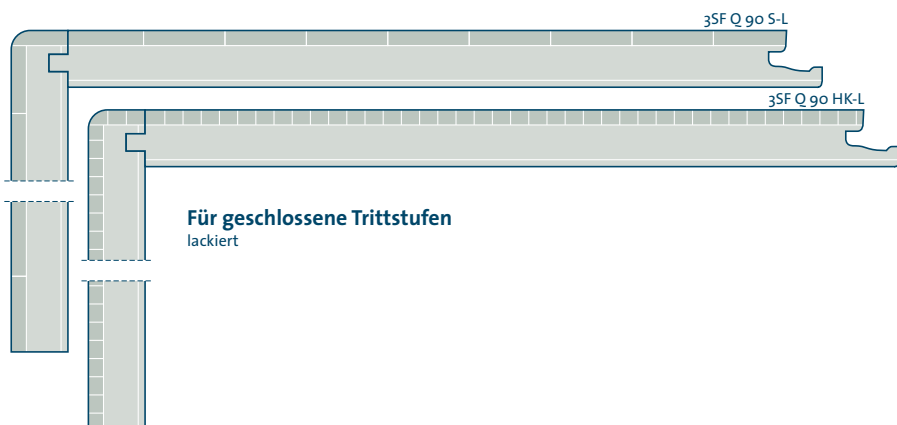 3SF Q 90 S-L
3SF Q 90 HK-L
Für geschlossene Trittstufen
lackiert